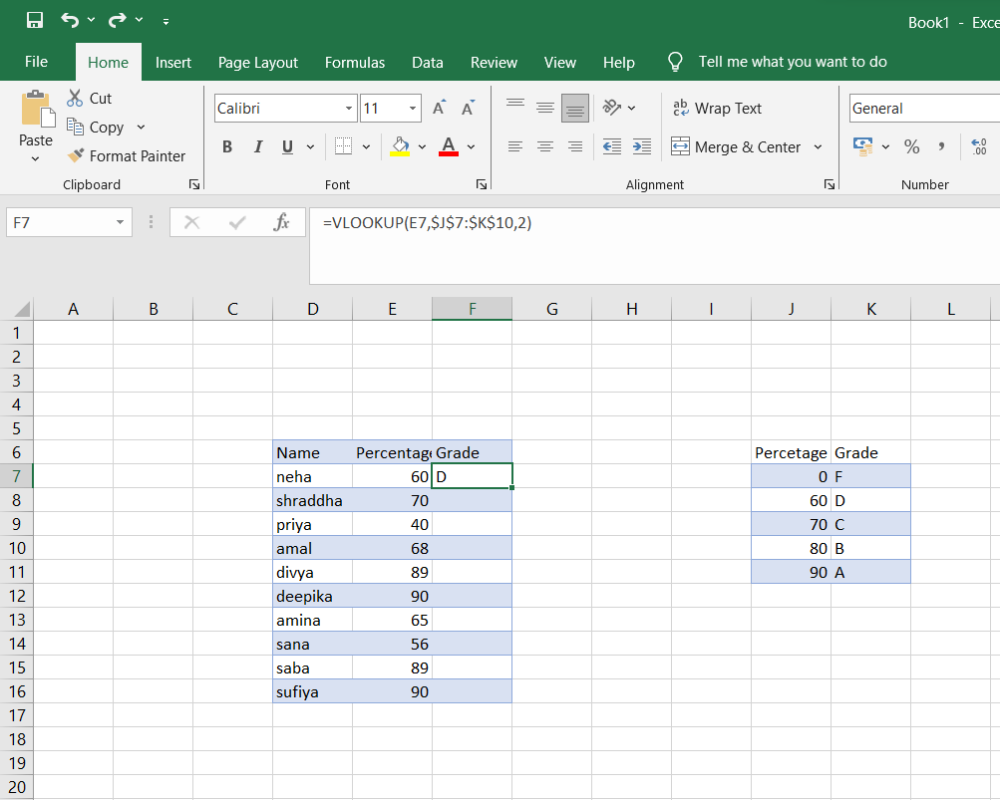 Book1 - Exce
File Home Insert Page Layout Formulas Data Review View Help Tell me what you want to do
Paste
Cut
Copy
Format Painter
Clipboard
Calibri 11 A A
B I U A
Font
ab Wrap Text
Merge & Center
Alignment
General
% , .00
Number
F7 fx =VLOOKUP(E7,$J$7:$K$10,2)
A B C D E F G H I J K L
1
2
3
4
5
6 Name Percentage Grade Percetage Grade
7 neha 60 D 0 F
8 shraddha 70 60 D
9 priya 40 70 C
10 amal 68 80 B
11 divya 89 90 A
12 deepika 90
13 amina 65
14 sana 56
15 saba 89
16 sufiya 90
17
18
19
20